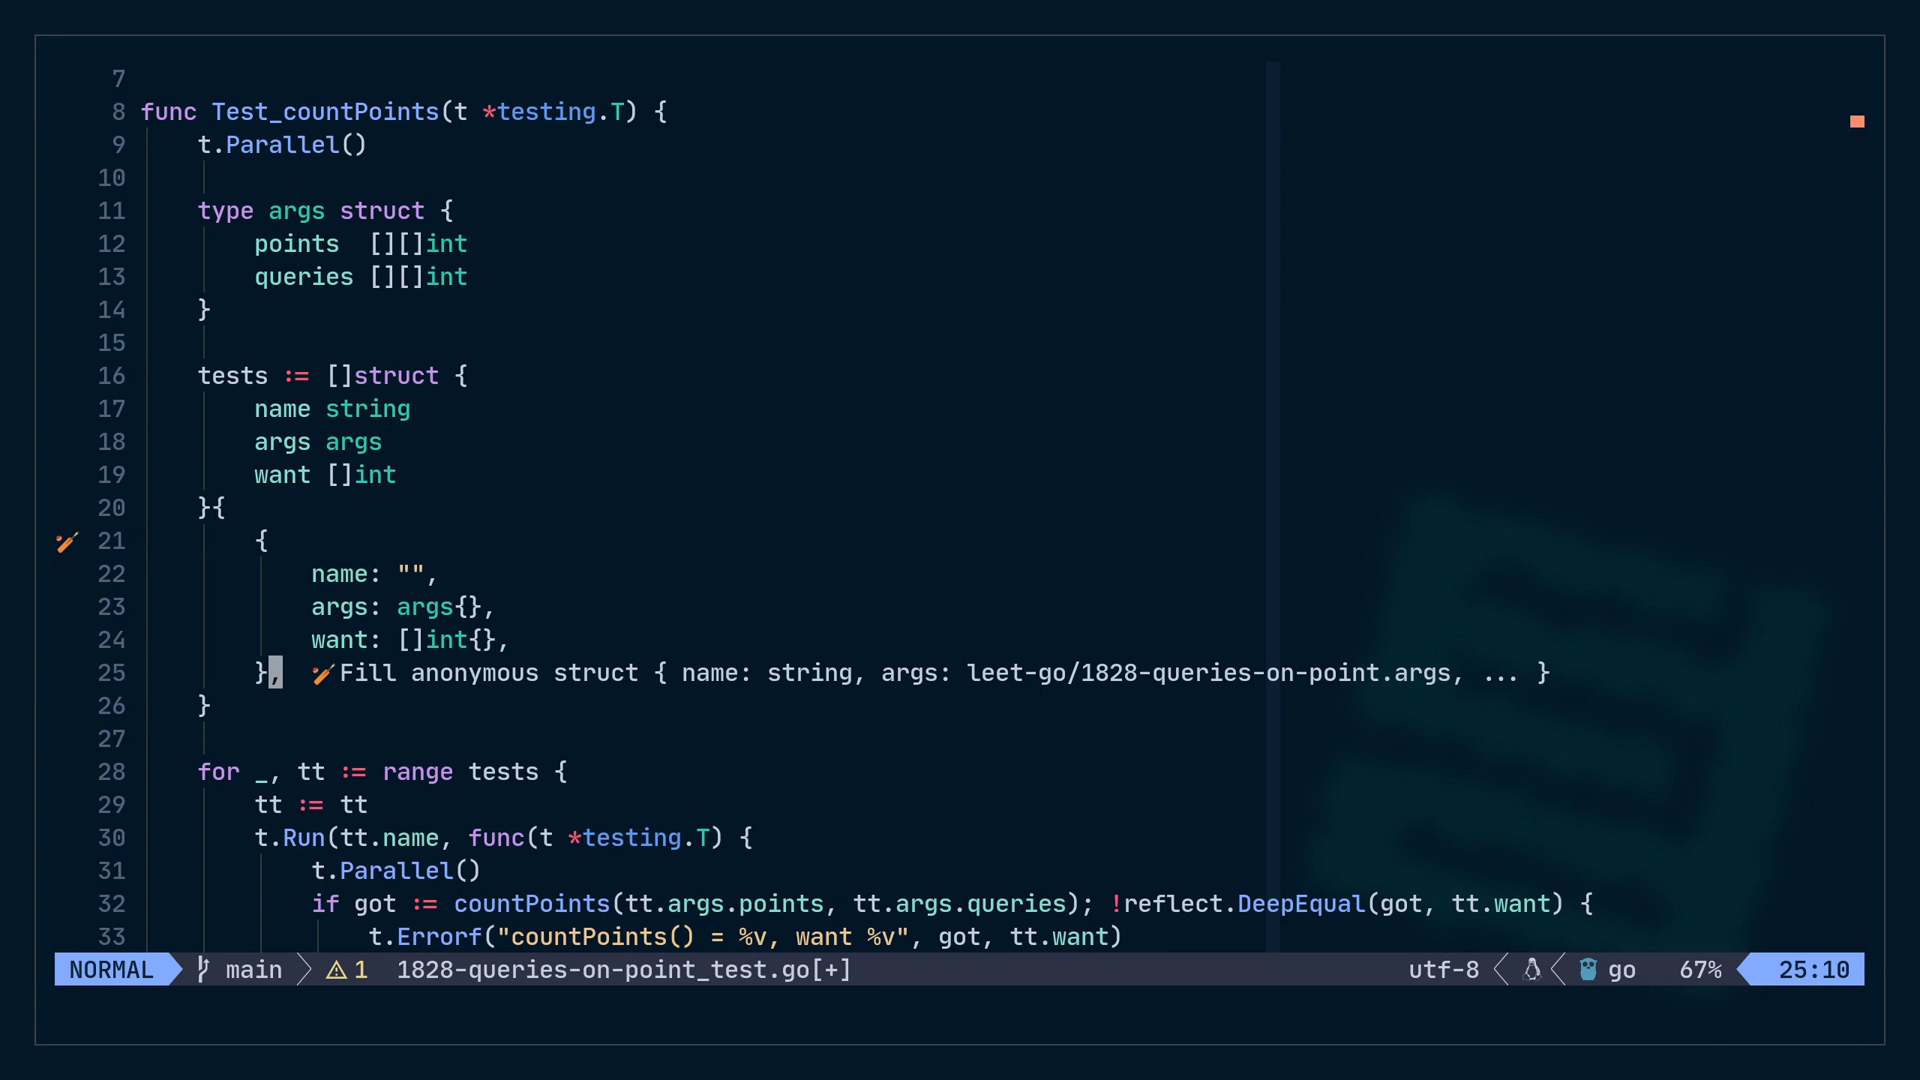 7
8 func Test_countPoints(t *testing.T) {
9     t.Parallel()
10
11     type args struct {
12         points  [][]int
13         queries [][]int
14     }
15
16     tests := []struct {
17         name string
18         args args
19         want []int
20     }{
21         {
22             name: "",
23             args: args{},
24             want: []int{},
25         },  Fill anonymous struct { name: string, args: leet-go/1828-queries-on-point.args, ... }
26     }
27
28     for _, tt := range tests {
29         tt := tt
30         t.Run(tt.name, func(t *testing.T) {
31             t.Parallel()
32             if got := countPoints(tt.args.points, tt.args.queries); !reflect.DeepEqual(got, tt.want) {
33                 t.Errorf("countPoints() = %v, want %v", got, tt.want)
NORMAL main ⚠ 1 1828-queries-on-point_test.go[+] utf-8 go 67% 25:10